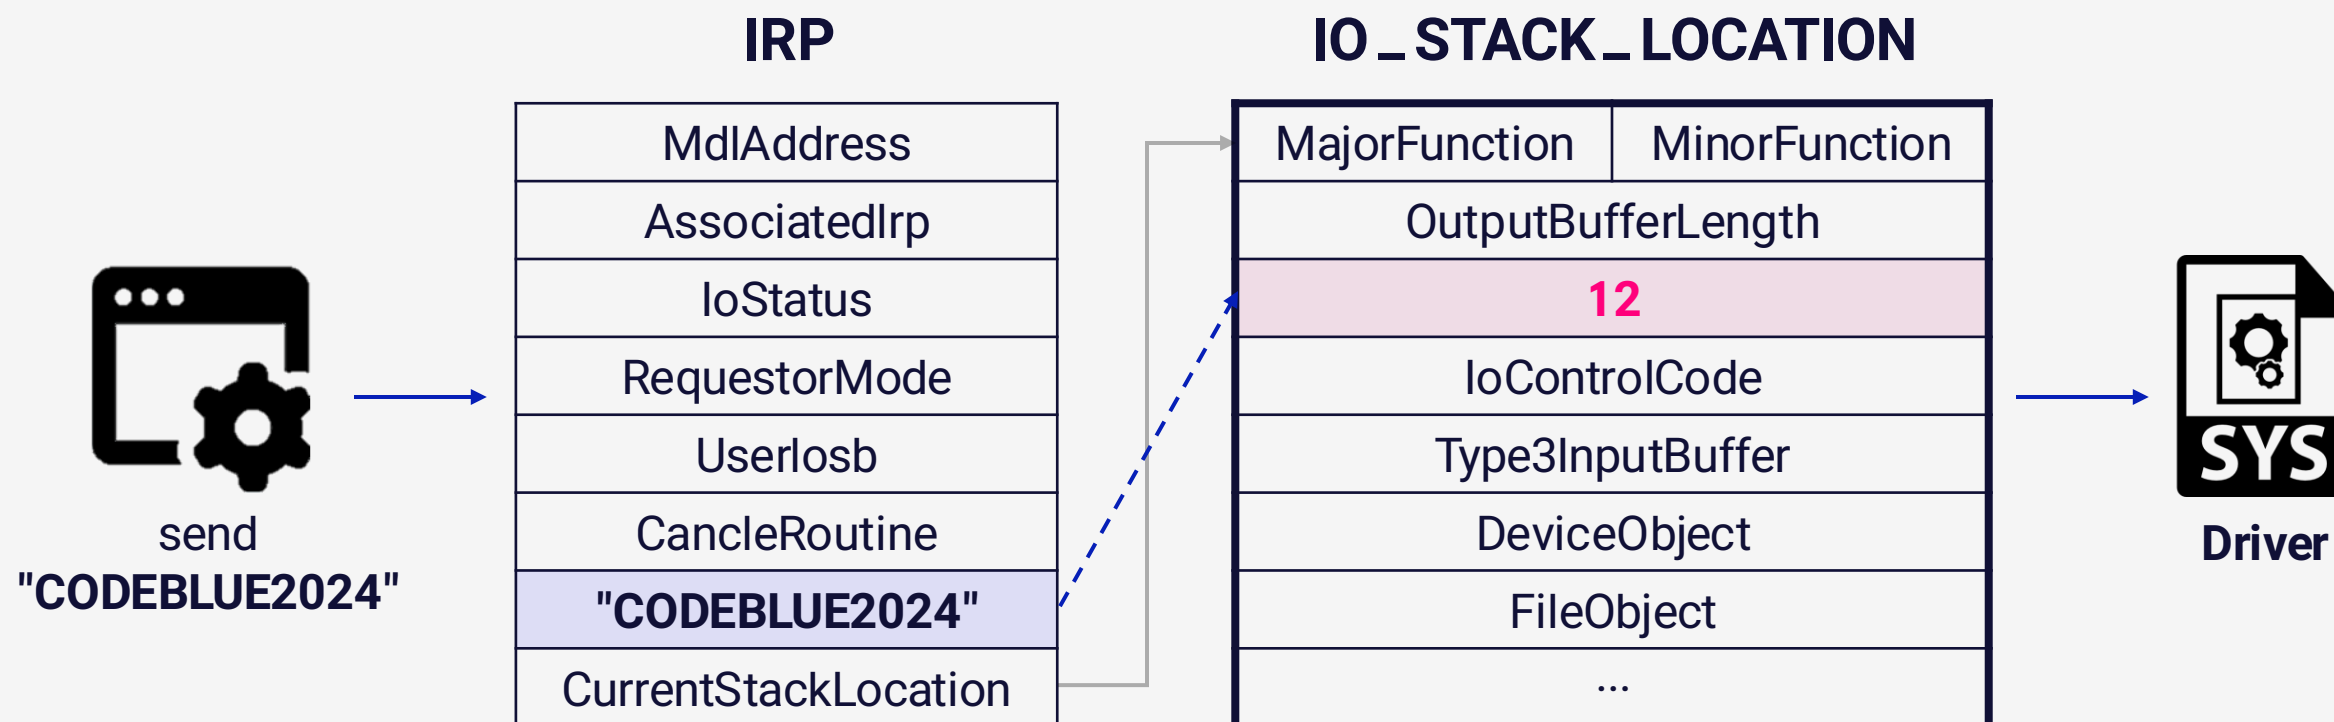 IRP
IO_STACK_LOCATION
MdlAddress
AssociatedIrp
IoStatus
RequestorMode
UserIosb
CancleRoutine
"CODEBLUE2024"
CurrentStackLocation
MajorFunction MinorFunction
OutputBufferLength
12
IoControlCode
Type3InputBuffer
DeviceObject
FileObject
...
send
"CODEBLUE2024"
SYS
Driver